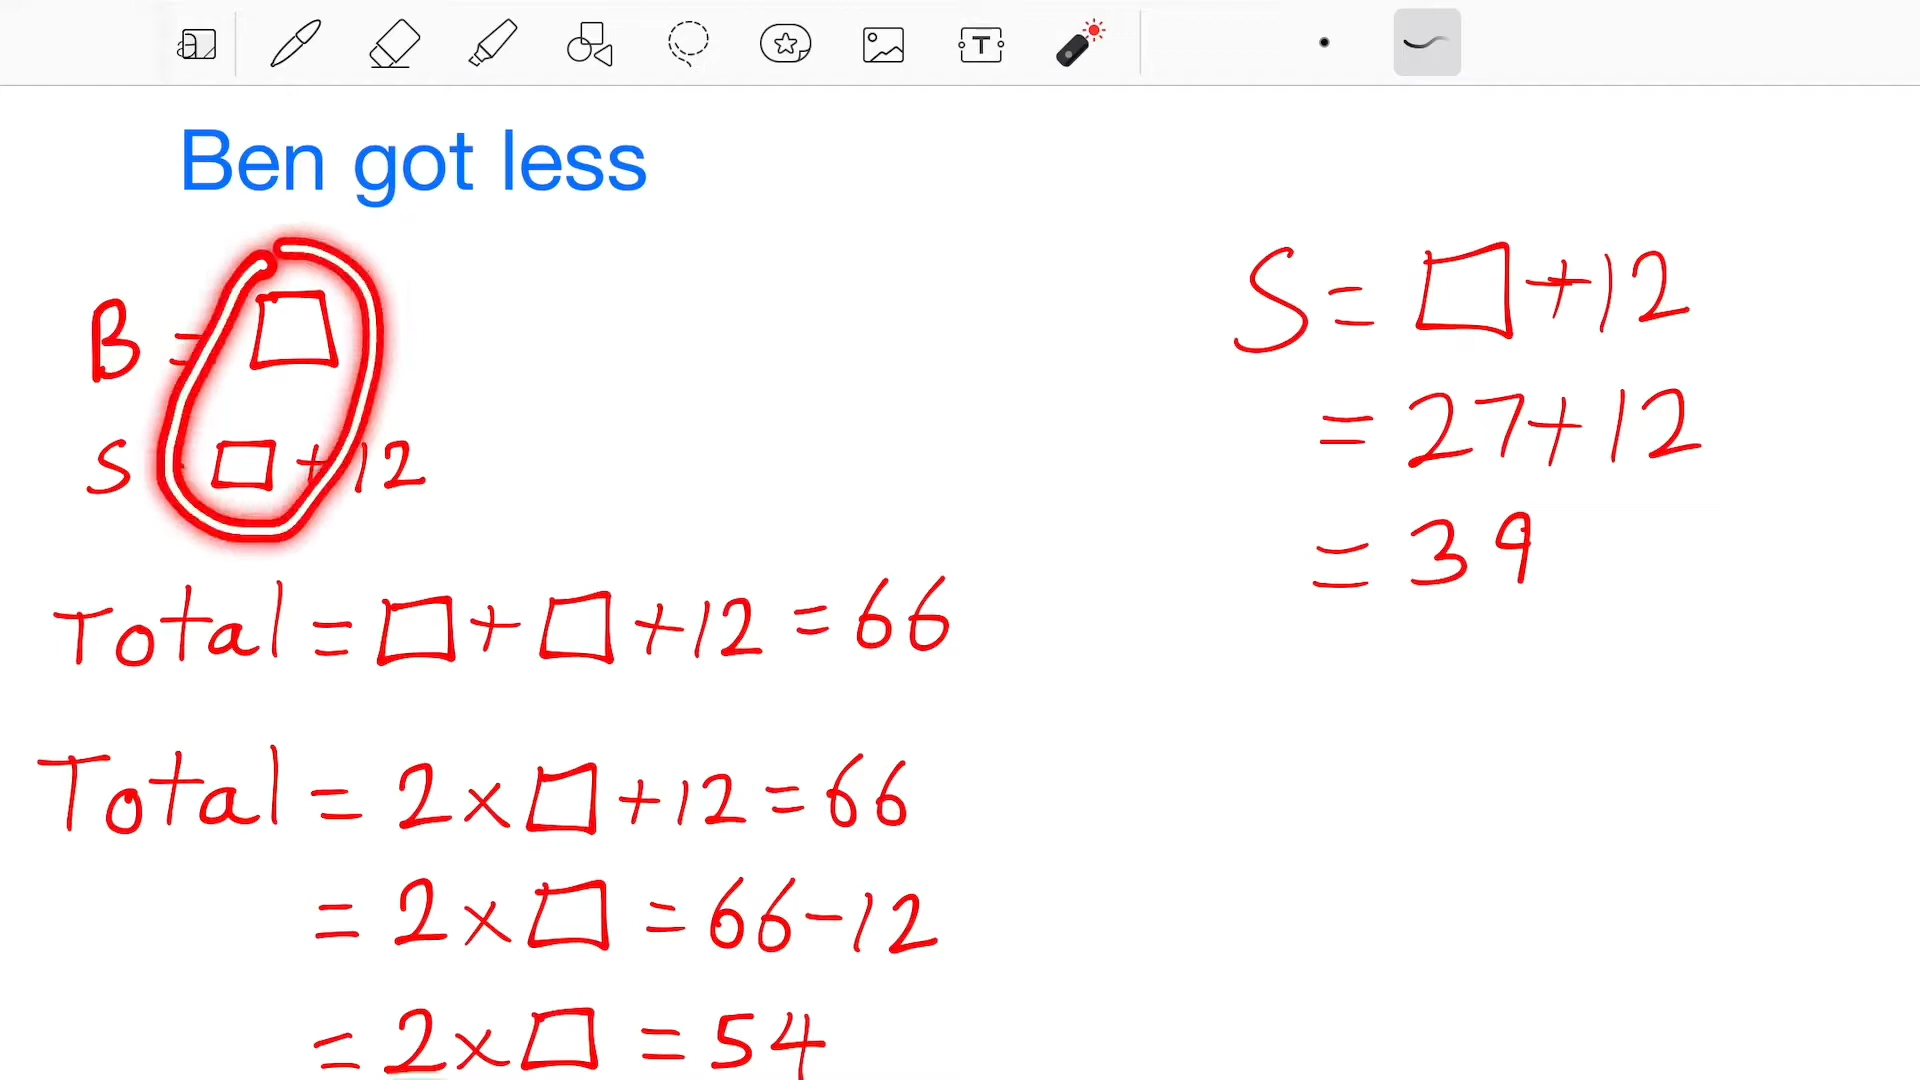 Ben got less
B = □
S = □ + 12
Total = □ + □ + 12 = 66
Total = 2 × □ + 12 = 66
= 2 × □ = 66 - 12
= 2 × □ = 54
S = □ + 12
= 27 + 12
= 39